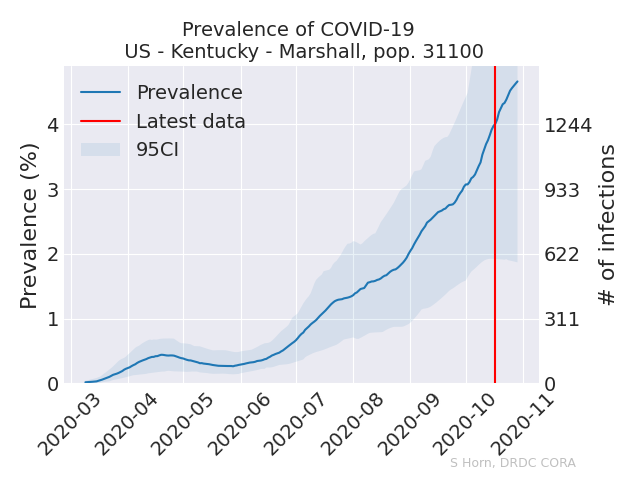 Prevalence of COVID-19
US - Kentucky - Marshall, pop. 31100
Prevalence
Latest data
95CI
Prevalence (%)
4
3
2
1
0
1244
933
622
311
0
# of infections
2020-03
2020-04
2020-05
2020-06
2020-07
2020-08
2020-09
2020-10
2020-11
S Horn, DRDC CORA